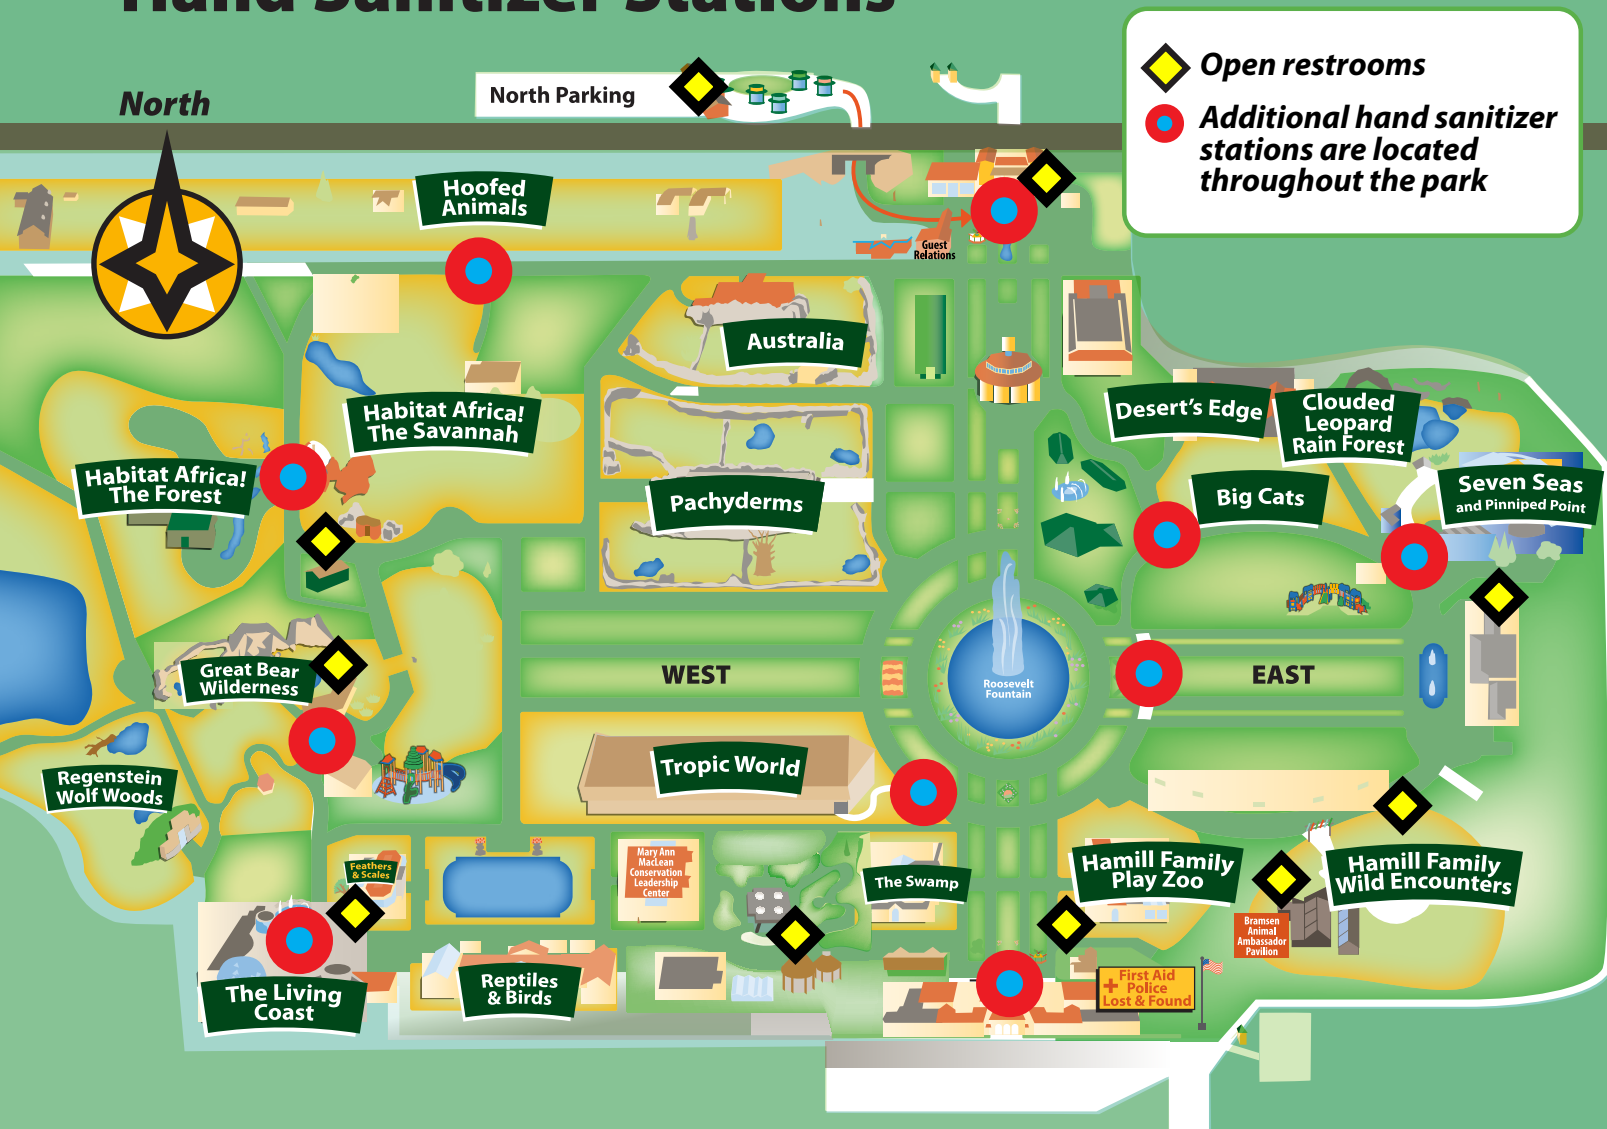 Hand Sanitizer Stations
Open restrooms
Additional hand sanitizer
stations are located
throughout the park
North Parking
North
Hoofed
Animals
Guest
Relations
Australia
Habitat Africa!
The Savannah
Desert's Edge
Clouded
Leopard
Rain Forest
Habitat Africa!
The Forest
Pachyderms
Big Cats
Seven Seas
and Pinniped Point
Great Bear
Wilderness
WEST
Roosevelt
Fountain
EAST
Regenstein
Wolf Woods
Tropic World
Feathers
& Scales
Mary Ann
MacLean
Conservation
Leadership
Center
The Swamp
Hamill Family
Play Zoo
Hamill Family
Wild Encounters
Bramsen
Animal
Ambassador
Pavilion
The Living
Coast
Reptiles
& Birds
First Aid
Police
Lost & Found